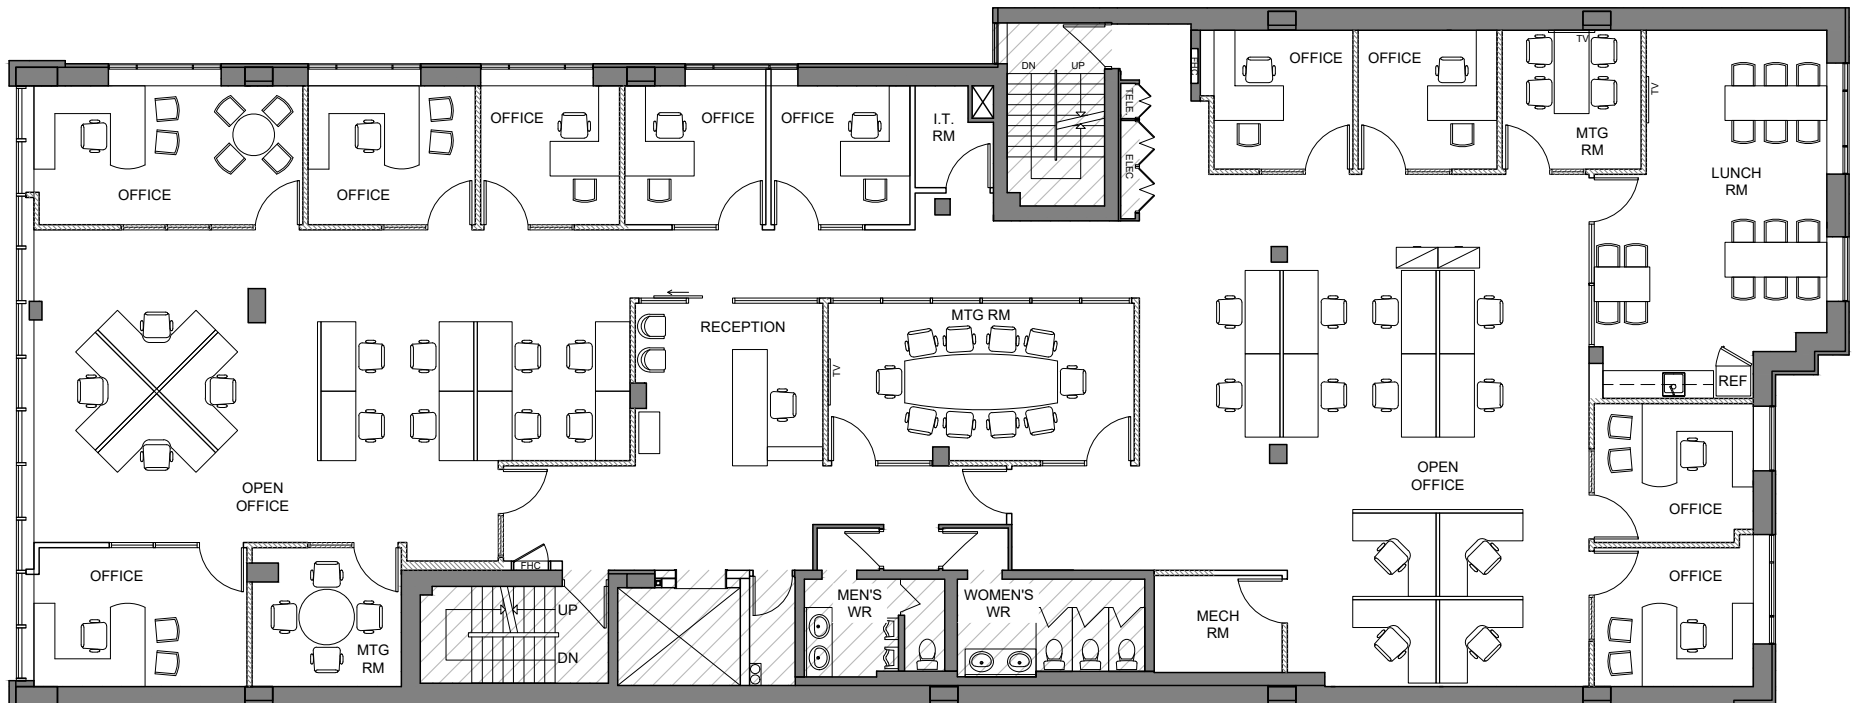 DN
UP
FHC
OFFICE
OFFICE
TV
MTG
RM
TV
TELE.
ELEC
OFFICE
OFFICE
OFFICE
OFFICE
OFFICE
I.T.
RM
LUNCH
RM
RECEPTION
MTG RM
TV
REF
OPEN
OFFICE
OPEN
OFFICE
OFFICE
FHC
OFFICE
MTG
RM
UP
DN
MEN'S
WR
WOMEN'S
WR
MECH
RM
OFFICE